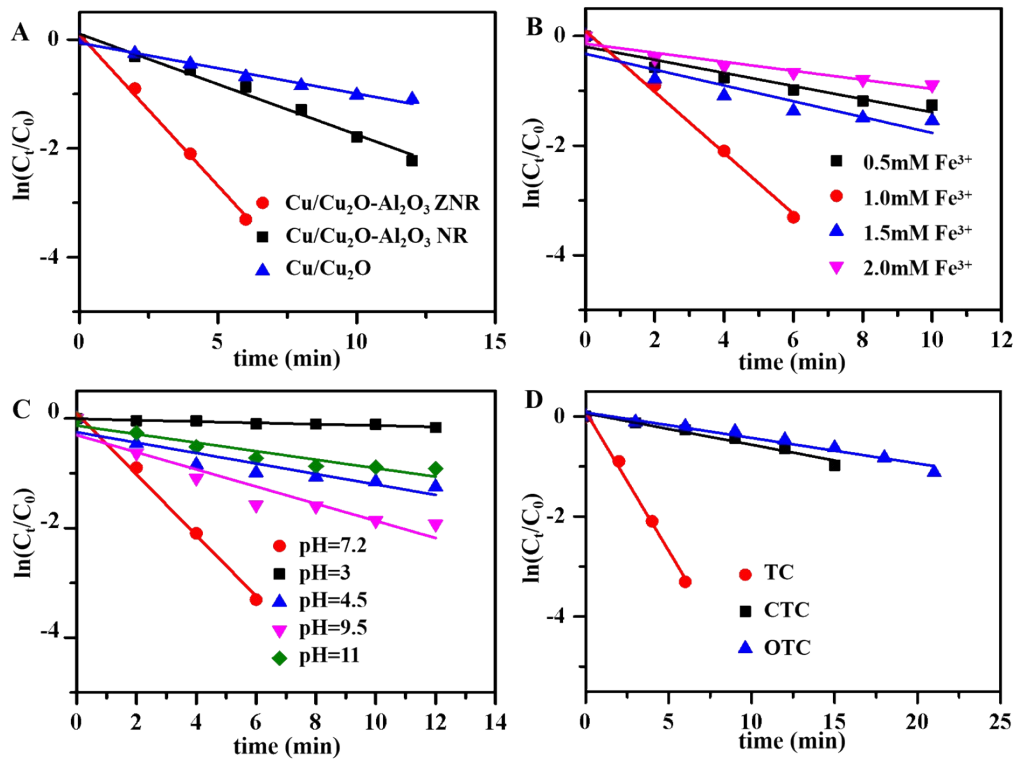 A
ln(Cₜ/C₀)
0
-2
-4
Cu/Cu₂O-Al₂O₃ ZNR
Cu/Cu₂O-Al₂O₃ NR
Cu/Cu₂O
0 5 10 15
time (min)
B
ln(Cₜ/C₀)
0
-2
-4
0.5mM Fe³⁺
1.0mM Fe³⁺
1.5mM Fe³⁺
2.0mM Fe³⁺
0 2 4 6 8 10 12
time (min)
C
ln(Cₜ/C₀)
0
-2
-4
pH=7.2
pH=3
pH=4.5
pH=9.5
pH=11
0 2 4 6 8 10 12 14
time (min)
D
ln(Cₜ/C₀)
0
-2
-4
TC
CTC
OTC
0 5 10 15 20 25
time (min)